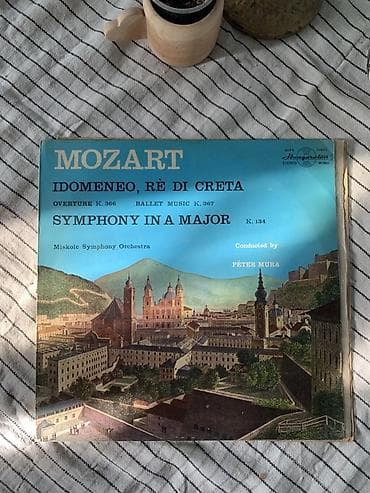 Hungaroton
MOZART
IDOMENEO, RÈ DI CRETA
OVERTURE K. 366 BALLET MUSIC K. 367
SYMPHONY IN A MAJOR K. 134
Miskolc Symphony Orchestra
Conducted by
PÉTER MURA